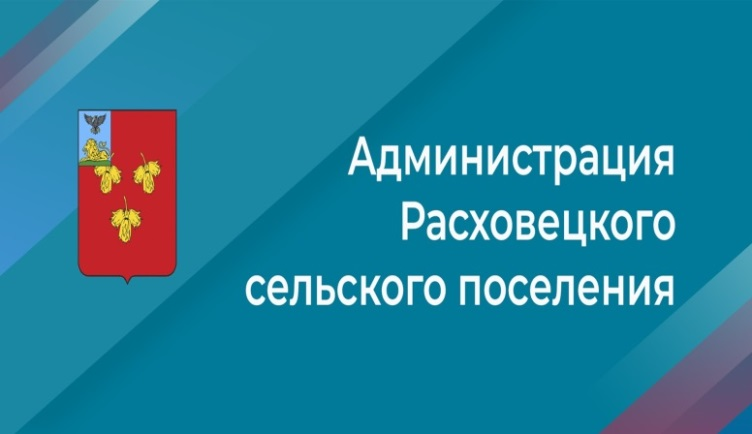 Администрация
Расховецкого
сельского поселения